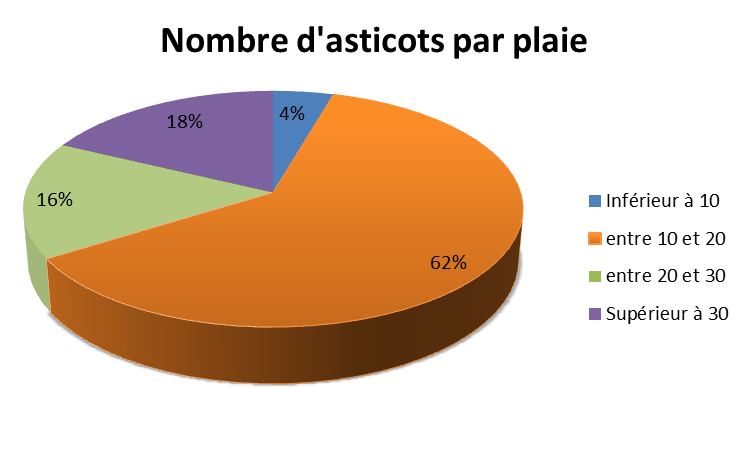 Nombre d'asticots par plaie
4%
18%
16%
62%
Inférieur à 10
entre 10 et 20
entre 20 et 30
Supérieur à 30